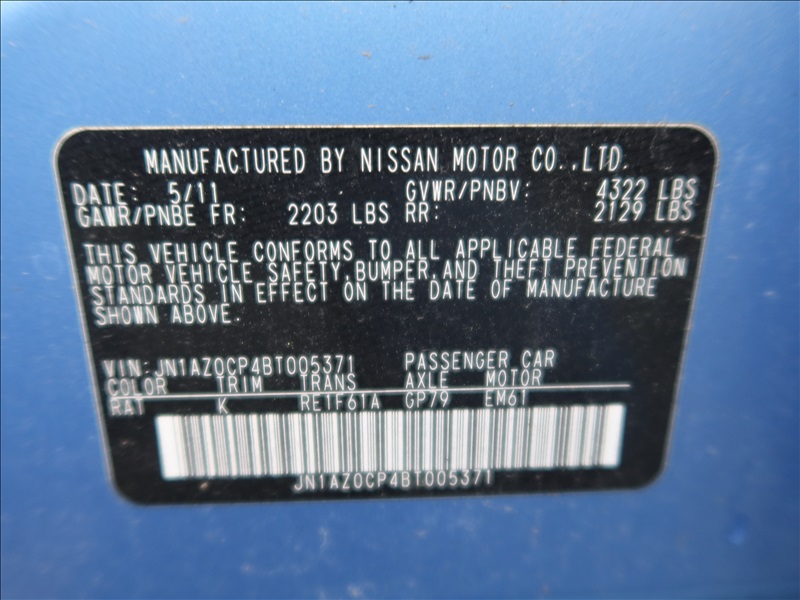 MANUFACTURED BY NISSAN MOTOR CO.,LTD.
DATE: 5/11 GVWR/PNBV: 4322 LBS
GAWR/PNBE FR: 2203 LBS RR: 2129 LBS
THIS VEHICLE CONFORMS TO ALL APPLICABLE FEDERAL
MOTOR VEHICLE SAFETY,BUMPER,AND THEFT PREVENTION
STANDARDS IN EFFECT ON THE DATE OF MANUFACTURE
SHOWN ABOVE.
VIN:JN1AZ0CP4BT005371 PASSENGER CAR
COLOR TRIM TRANS AXLE MOTOR
RAT K RE1F61A GP79 EM61
JN1AZ0CP4BT005371